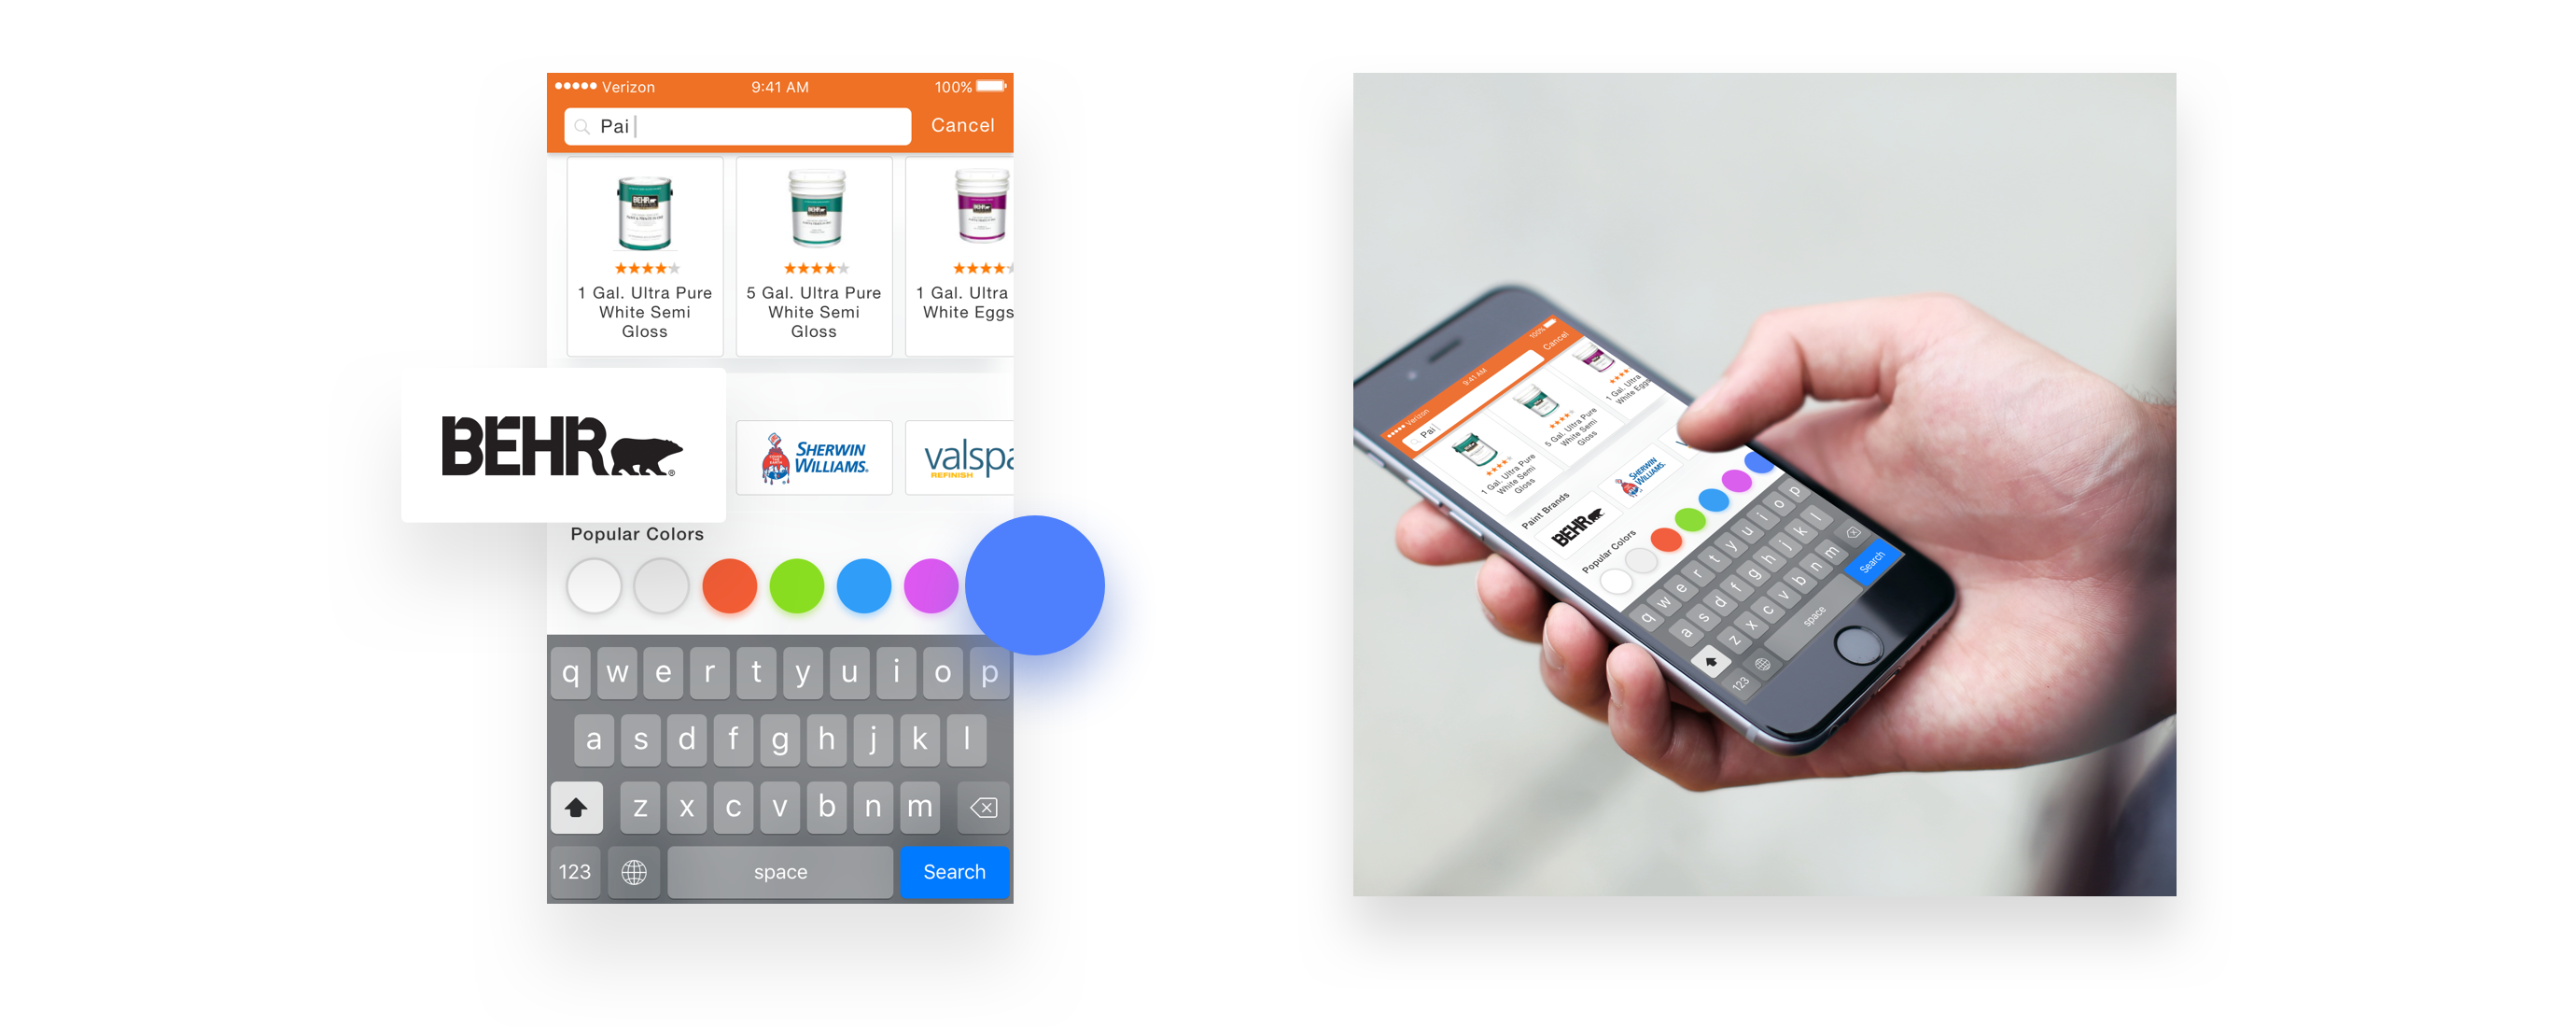 Verizon 9:41 AM 100%
Pai Cancel
BEHR
BEHR
BEHR
1 Gal. Ultra Pure
White Semi
Gloss
5 Gal. Ultra Pure
White Semi
Gloss
1 Gal. Ultra
White Eggs
BEHR®
SHERWIN
WILLIAMS®
valspa
REFINISH
Popular Colors
q w e r t y u i o p
a s d f g h j k l
z x c v b n m
123 space Search
Verizon 9:41 AM 100%
Pai Cancel
1 Gal. Ultra Pure
White Semi
Gloss
5 Gal. Ultra Pure
White Semi
Gloss
1 Gal. Ultra
White Eggs
Paint Brands
BEHR
SHERWIN
WILLIAMS
Popular Colors
q w e r t y u i o p
a s d f g h j k l
z x c v b n m
123 space Search